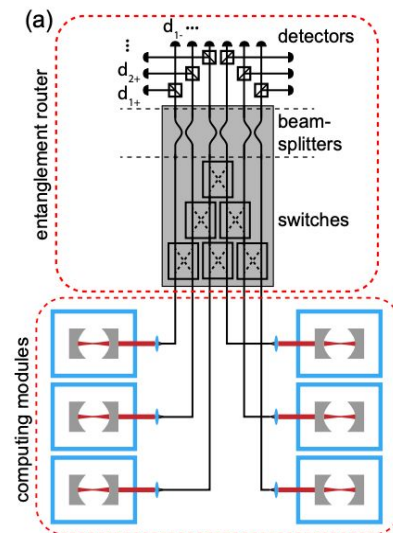 (a)
d1- ...
detectors
...
d2+
d1+
beam-
splitters
switches
entanglement router
computing modules